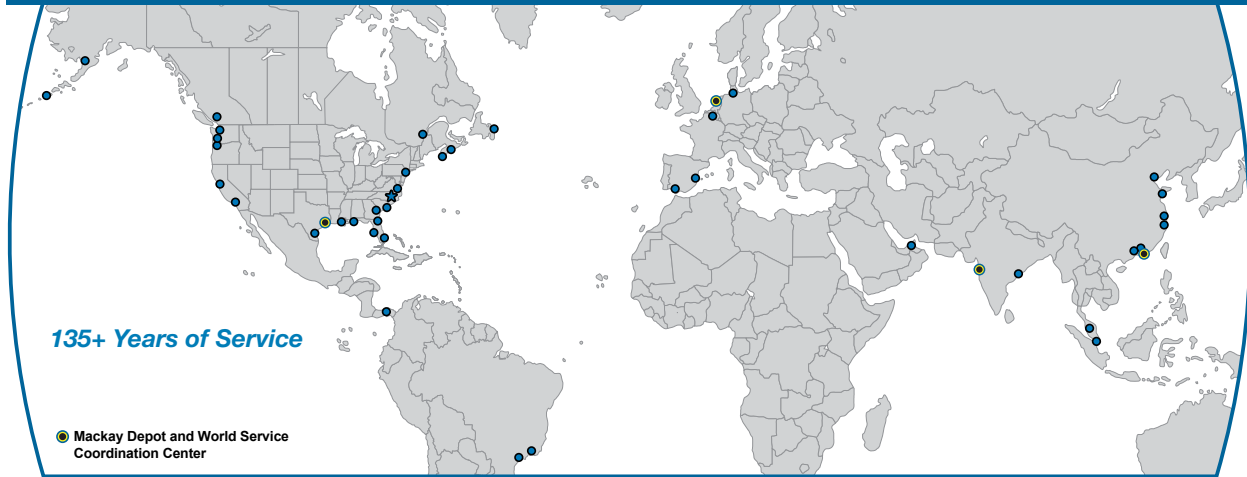 135+ Years of Service
Mackay Depot and World Service
Coordination Center